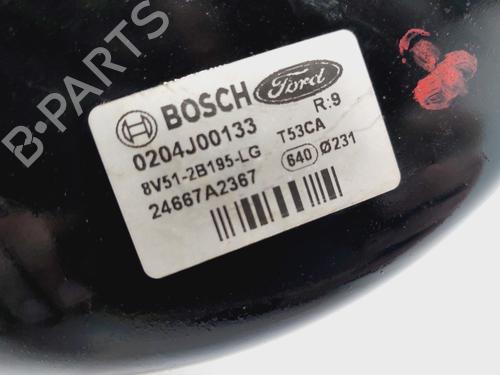 BOSCH
Ford
R:9
0204J00133
T53CA
8V51-2B195-LG
640 Ø231
24667A2367
B-PARTS